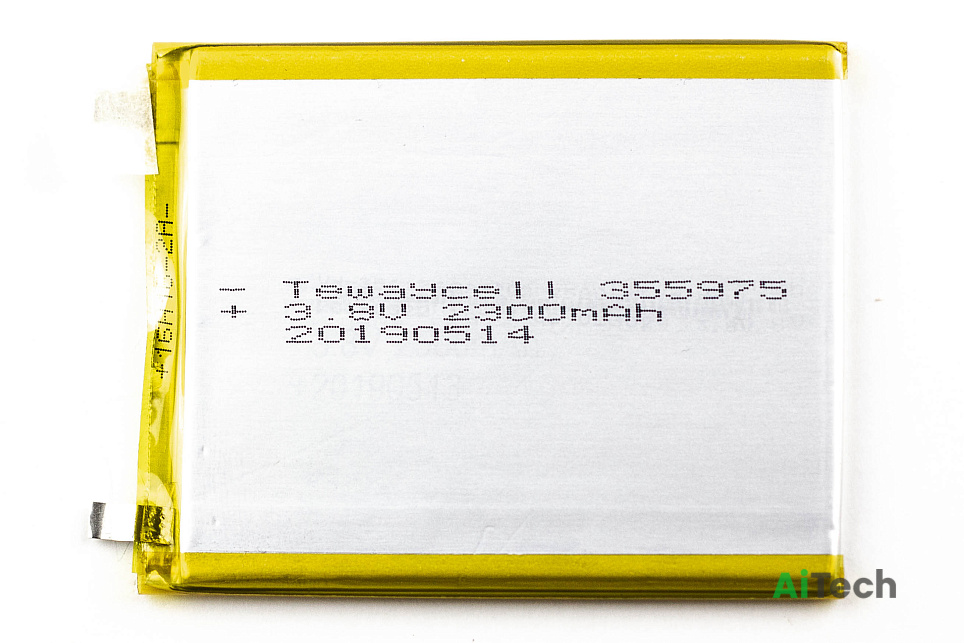 - Tewaycell 355975
+ 3.8V 2300mAh
20190514
AiTech